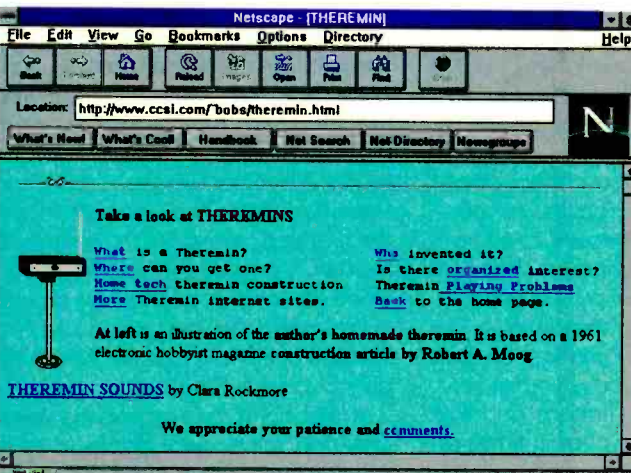 Netscape - [THEREMIN]
File Edit View Go Bookmarks Options Directory Help
Back Forward Home Reload Images Open Print Find Stop
Location: http://www.ccsi.com/~bobs/theremin.html
N
What's New! What's Cool! Handbook Net Search Net Directory Newsgroups
Take a look at THEREMINS
What is a Theremin? Who invented it?
Where can you get one? Is there organized interest?
Home tech theremin construction Theremin Playing Problems
More Theremin internet sites. Back to the home page.
At left is an illustration of the author's homemade theremin. It is based on a 1961
electronic hobbyist magazine construction article by Robert A. Moog
THEREMIN SOUNDS by Clara Rockmore
We appreciate your patience and comments.